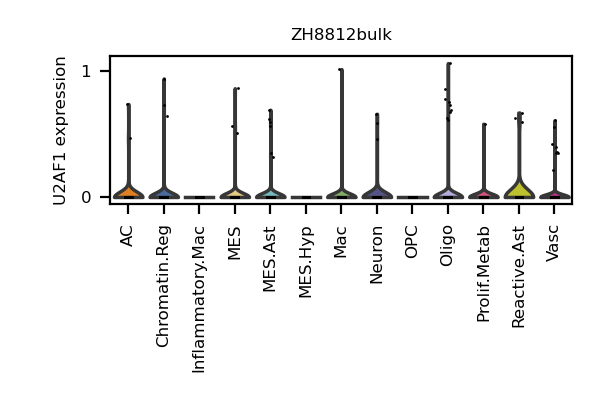 ZH8812bulk
U2AF1 expression
1
0
AC
Chromatin.Reg
Inflammatory.Mac
MES
MES.Ast
MES.Hyp
Mac
Neuron
OPC
Oligo
Prolif.Metab
Reactive.Ast
Vasc